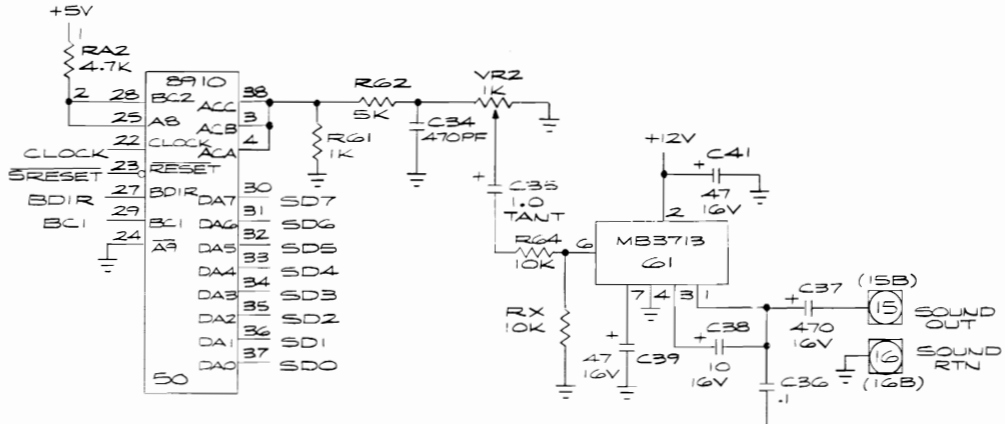 +5V
1
RA2
4.7K
2
8910
28 BC2
25 A8
22 CLOCK
CLOCK
23 RESET
SRESET
27 BDIR
BDIR
29 BC1
BC1
24 A9
ACC 38
ACB 3
ACA 4
DA7 30 SD7
DA6 31 SD6
DA5 32 SD5
DA4 33 SD4
DA3 34 SD3
DA2 35 SD2
DA1 36 SD1
DA0 37 SD0
50
R62
5K
R61
1K
C34
470PF
VR2
1K
+
C35
1.0
TANT
R64
10K
RX
10K
+12V
+
C41
47
16V
2
6
MB3713
61
7 4 3 1
+
47
16V
C39
+
C38
10
16V
+
C37
470
16V
C36
.1
(15B)
15
SOUND
OUT
16
SOUND
RTN
(16B)